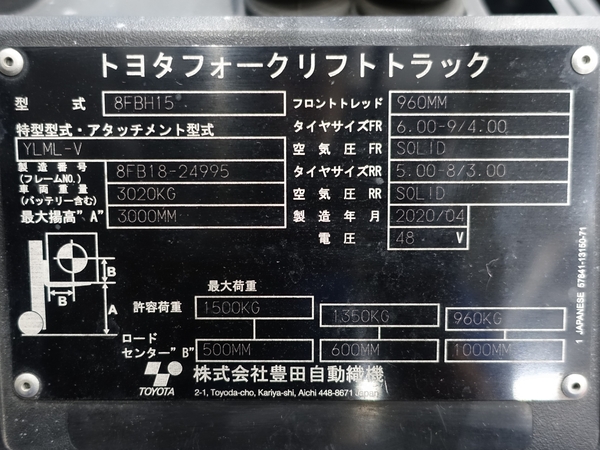 トヨタフォークリフトトラック
型 式 8FBH15
特型型式・アタッチメント型式
YLML-V
製造番号
(フレームNO.) 8FB18-24995
車両重量
(バッテリー含む) 3020KG
最大揚高"A" 3000MM
フロントトレッド 960MM
タイヤサイズFR 6.00-9/4.00
空気圧 FR SOLID
タイヤサイズRR 5.00-8/3.00
空気圧 RR SOLID
製造年月 2020/04
電圧 48 V
B
B
A
最大荷重
許容荷重 1500KG 1350KG 960KG
ロード
センター"B" 500MM 600MM 1000MM
TOYOTA
株式会社豊田自動織機
2-1, Toyoda-cho, Kariya-shi, Aichi 448-8671 Japan
1 JAPANESE 57841-13150-71